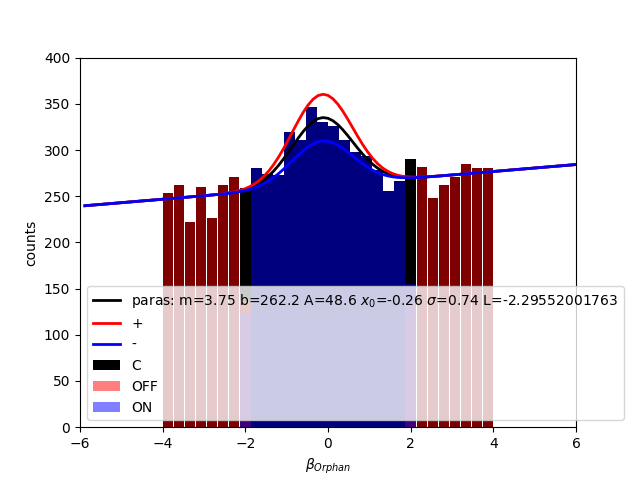 400
350
300
250
200
150
100
50
0
counts
paras: m=3.75 b=262.2 A=48.6 x₀=-0.26 σ=0.74 L=-2.29552001763
+
-
C
OFF
ON
−6 −4 −2 0 2 4 6
β_Orphan